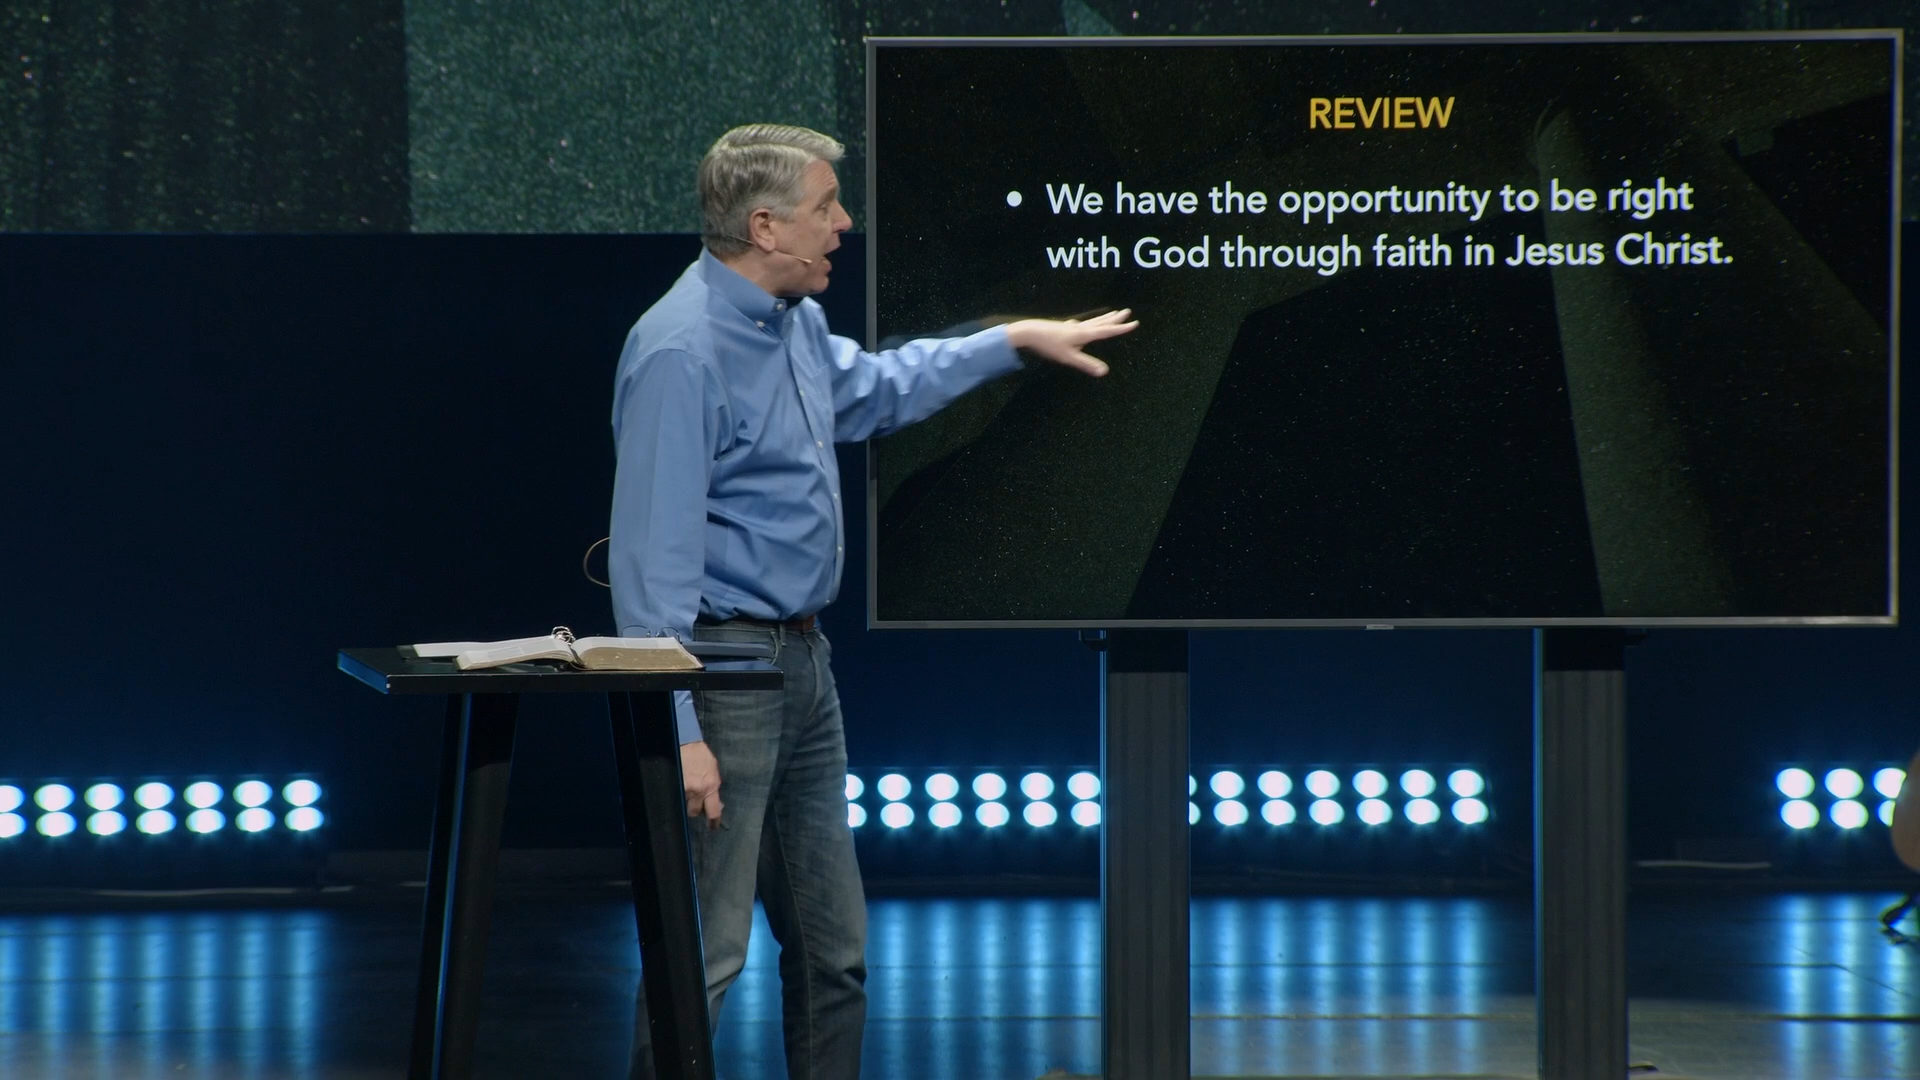 REVIEW
• We have the opportunity to be right
with God through faith in Jesus Christ.